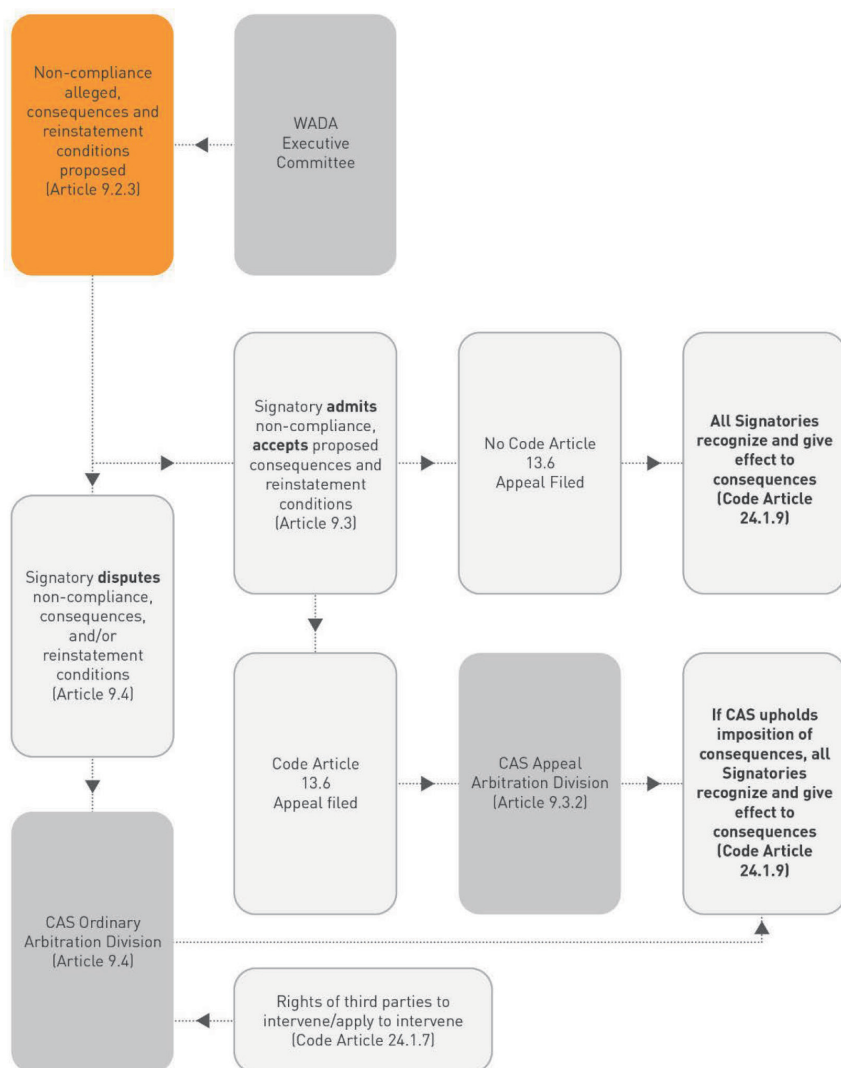 Non-compliance
alleged,
consequences and
reinstatement
conditions
proposed
(Article 9.2.3)
WADA
Executive
Committee
Signatory admits
non-compliance,
accepts proposed
consequences and
reinstatement
conditions
(Article 9.3)
No Code Article
13.6
Appeal Filed
All Signatories
recognize and give
effect to
consequences
(Code Article
24.1.9)
Signatory disputes
non-compliance,
consequences,
and/or
reinstatement
conditions
(Article 9.4)
Code Article
13.6
Appeal filed
CAS Appeal
Arbitration Division
(Article 9.3.2)
If CAS upholds
imposition of
consequences, all
Signatories
recognize and give
effect to
consequences
(Code Article
24.1.9)
CAS Ordinary
Arbitration Division
(Article 9.4)
Rights of third parties to
intervene/apply to intervene
(Code Article 24.1.7)